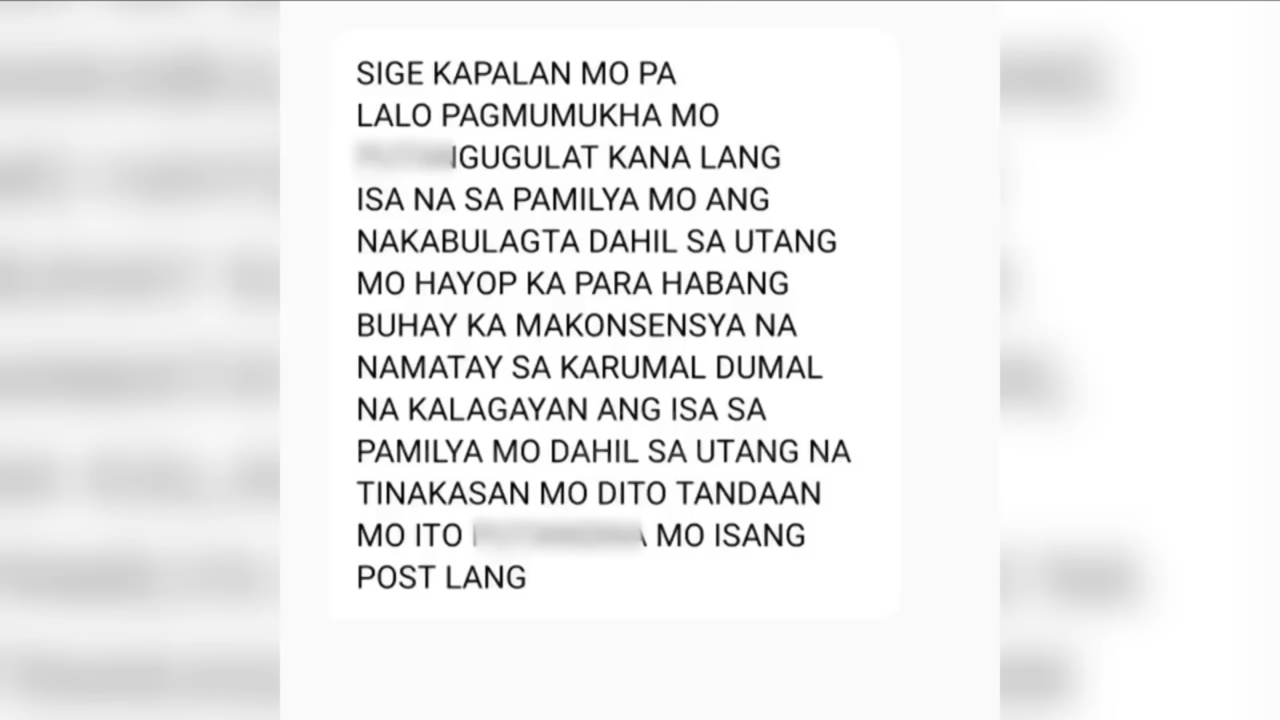 SIGE KAPALAN MO PA
LALO PAGMUMUKHA MO
NGUGULAT KANA LANG
ISA NA SA PAMILYA MO ANG
NAKABULAGTA DAHIL SA UTANG
MO HAYOP KA PARA HABANG
BUHAY KA MAKONSENSYA NA
NAMATAY SA KARUMAL DUMAL
NA KALAGAYAN ANG ISA SA
PAMILYA MO DAHIL SA UTANG NA
TINAKASAN MO DITO TANDAAN
MO ITO MO ISANG
POST LANG